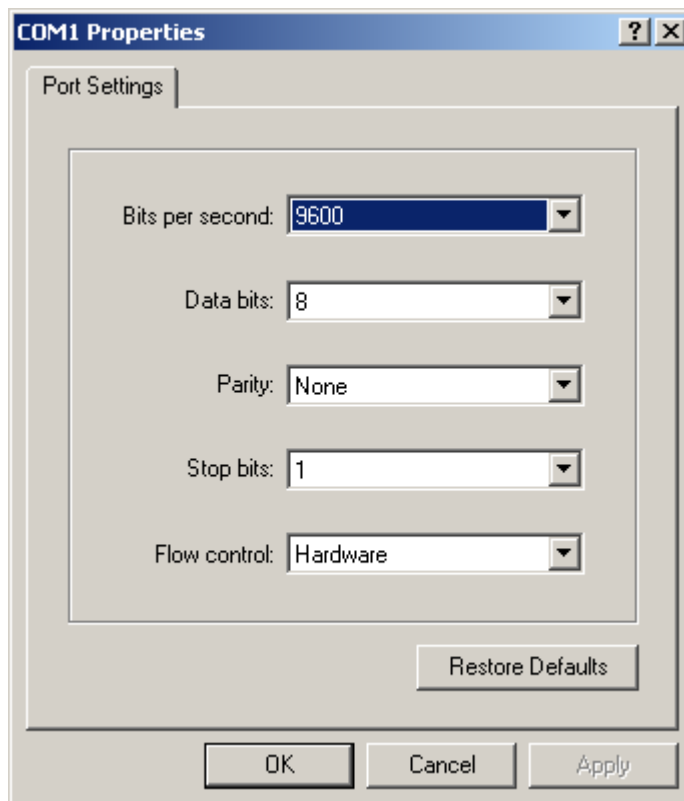 COM1 Properties
Port Settings
Bits per second: 9600
Data bits: 8
Parity: None
Stop bits: 1
Flow control: Hardware
Restore Defaults
OK Cancel Apply